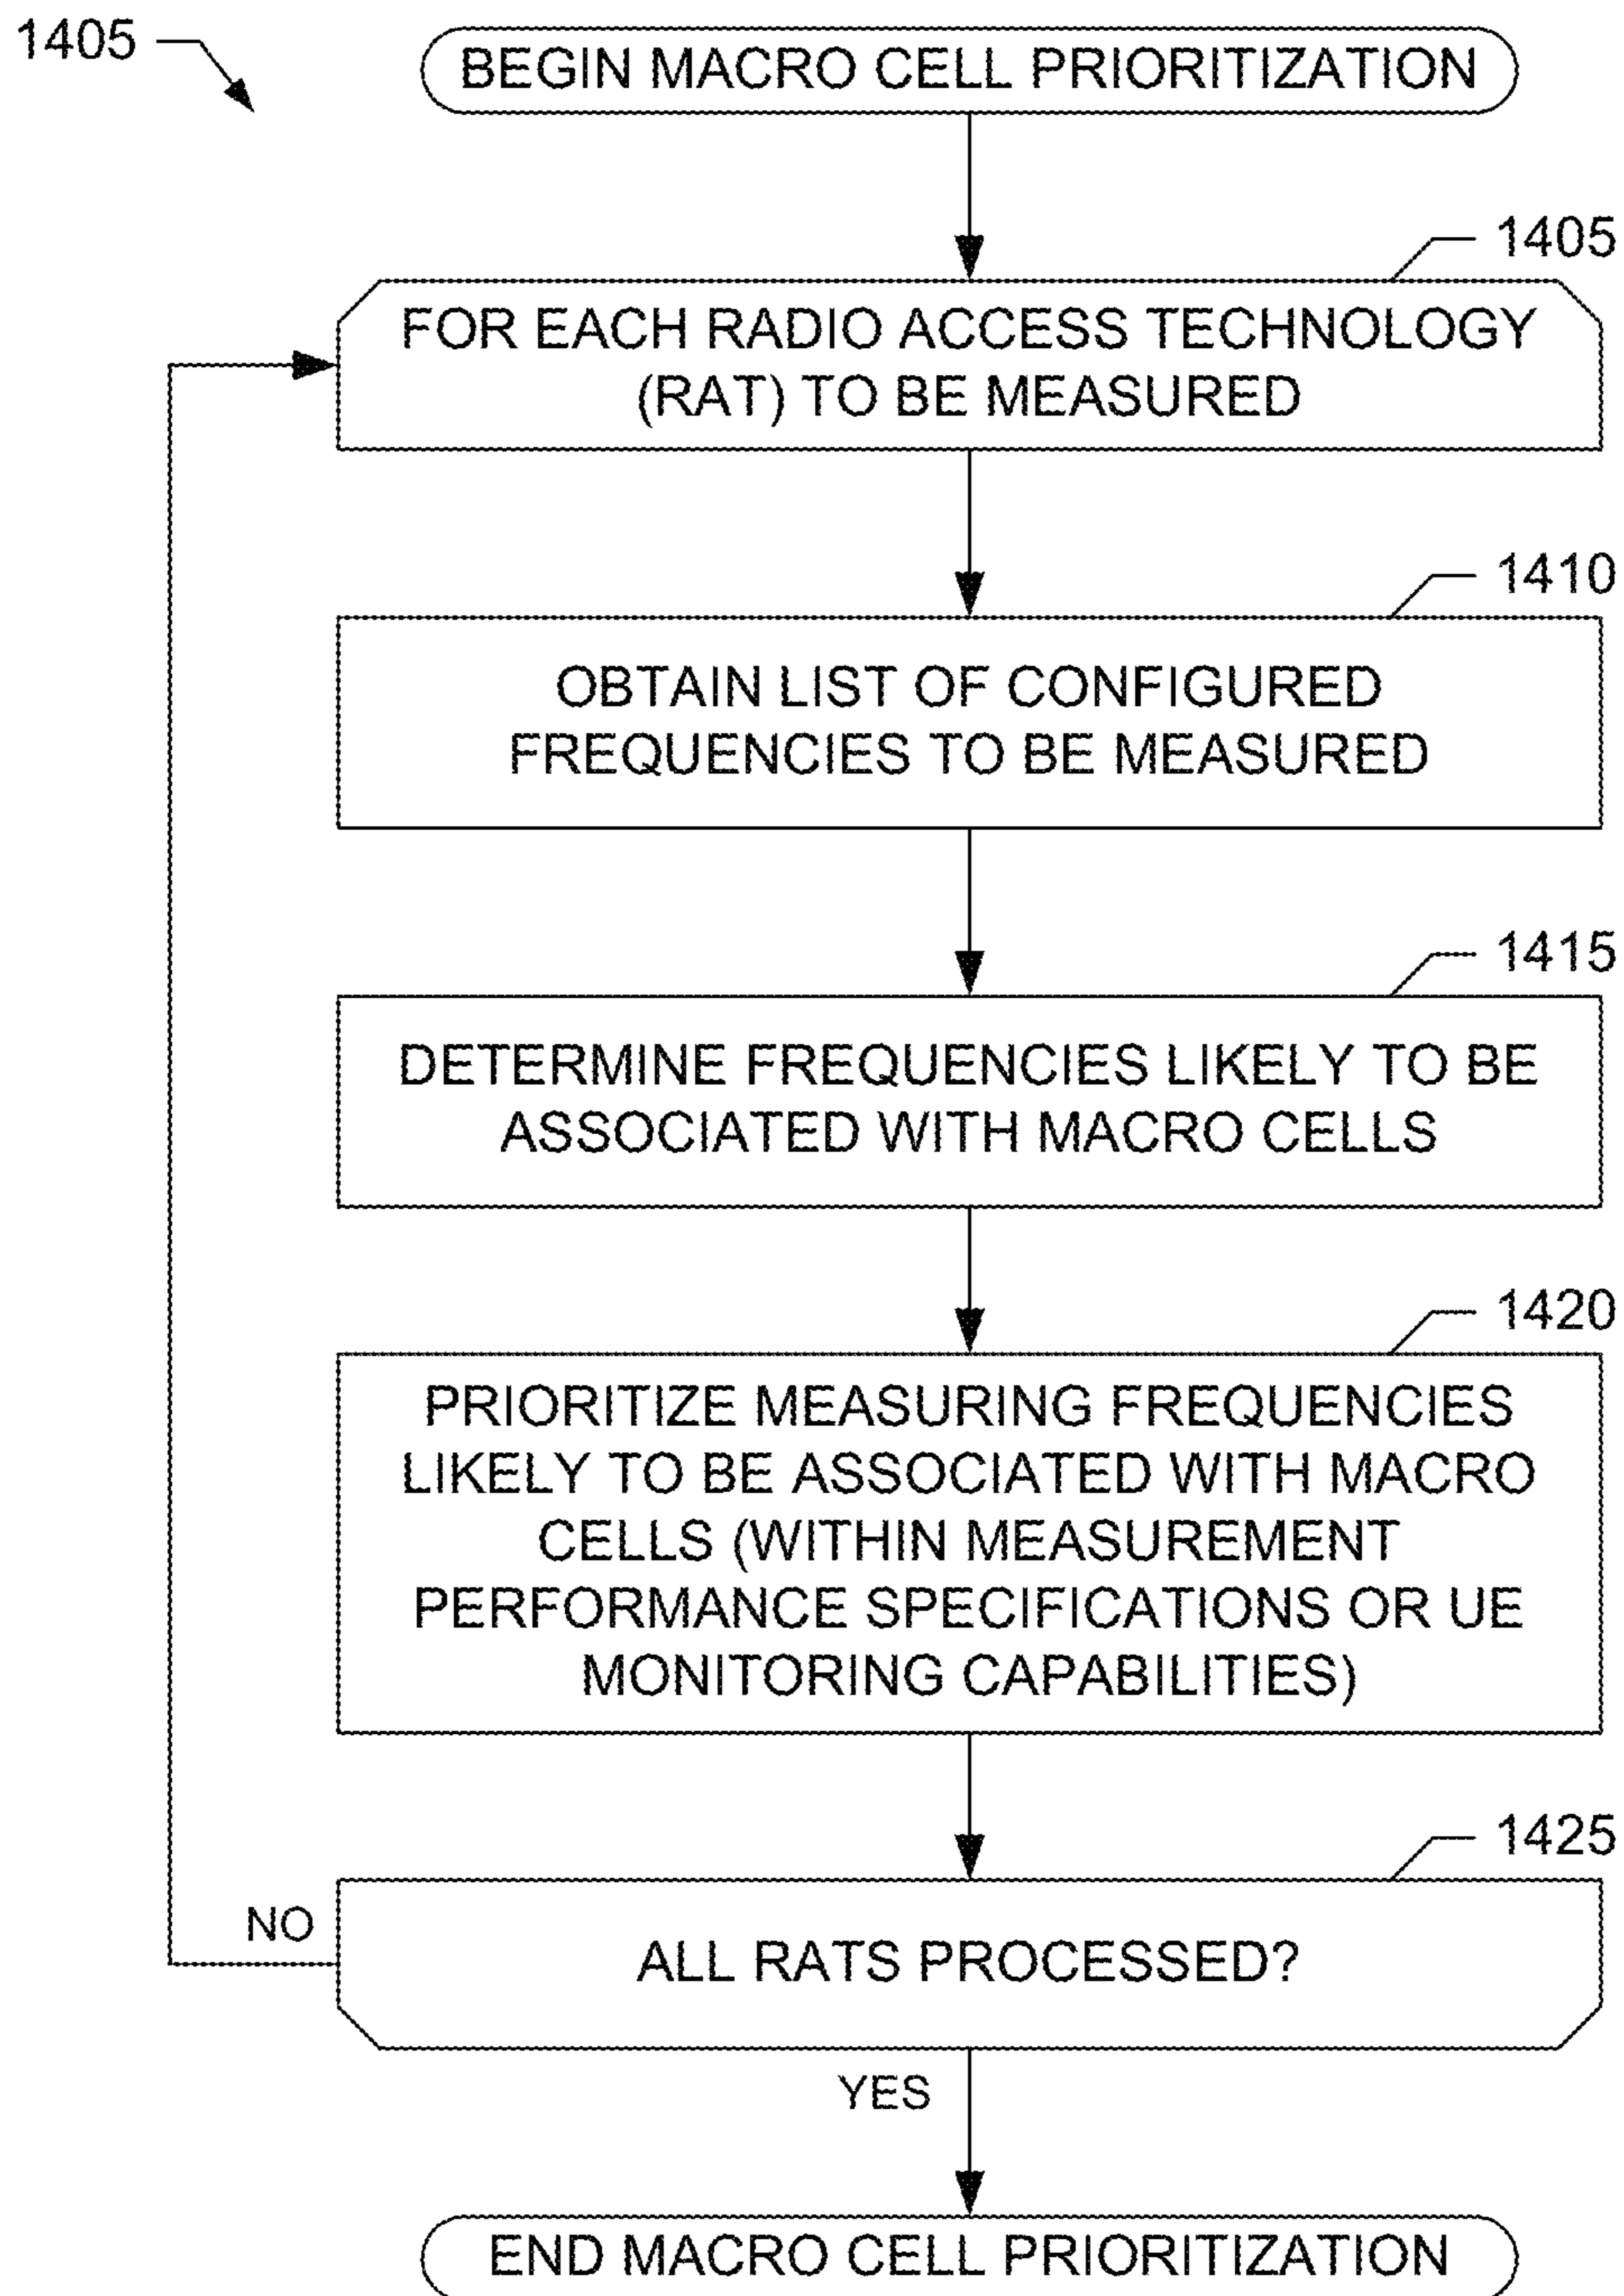 1405
BEGIN MACRO CELL PRIORITIZATION
1405
FOR EACH RADIO ACCESS TECHNOLOGY
(RAT) TO BE MEASURED
1410
OBTAIN LIST OF CONFIGURED
FREQUENCIES TO BE MEASURED
1415
DETERMINE FREQUENCIES LIKELY TO BE
ASSOCIATED WITH MACRO CELLS
1420
PRIORITIZE MEASURING FREQUENCIES
LIKELY TO BE ASSOCIATED WITH MACRO
CELLS (WITHIN MEASUREMENT
PERFORMANCE SPECIFICATIONS OR UE
MONITORING CAPABILITIES)
1425
NO
ALL RATS PROCESSED?
YES
END MACRO CELL PRIORITIZATION